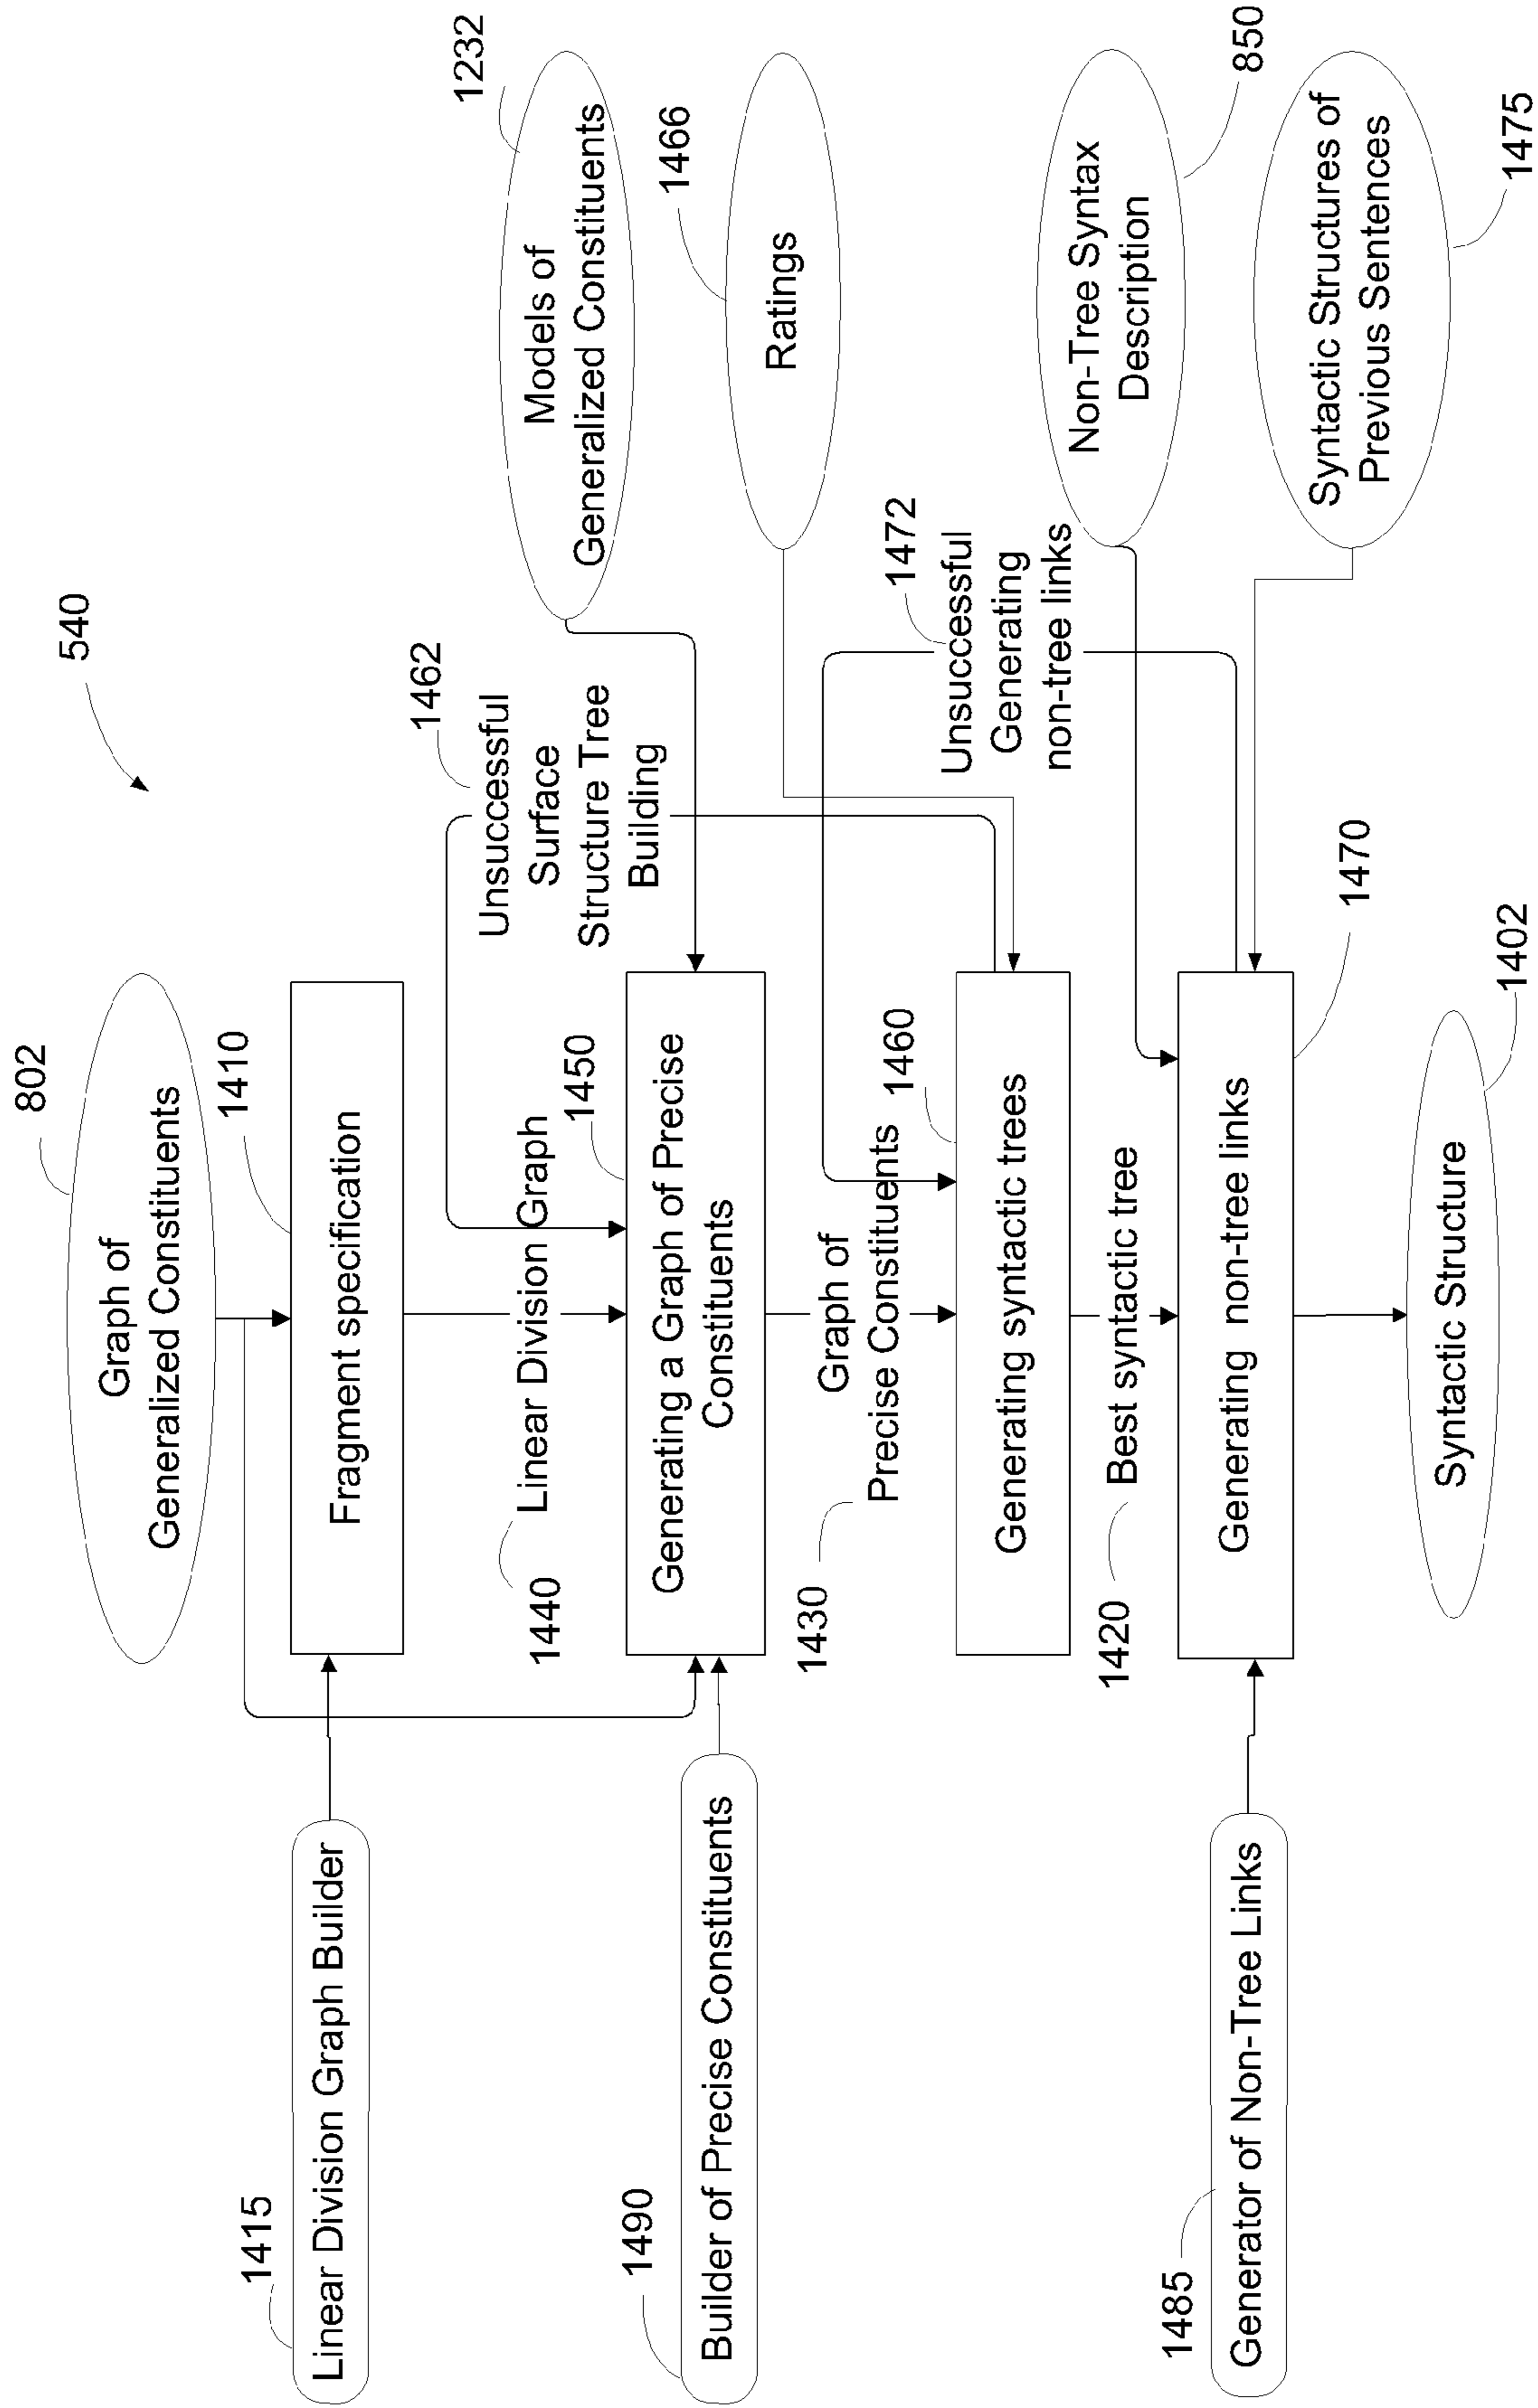 540
802
Graph of
Generalized Constituents
1410
Fragment specification
1415
Linear Division Graph Builder
1440
Linear Division Graph
1462
Unsuccessful
Surface
Structure Tree
Building
1232
Models of
Generalized Constituents
1450
Generating a Graph of Precise
Constituents
1490
Builder of Precise Constituents
1466
Ratings
1430
Graph of
Precise Constituents
1460
Generating syntactic trees
1472
Unsuccessful
Generating
non-tree links
1420
Best syntactic tree
Non-Tree Syntax
Description
850
1470
Generating non-tree links
1485
Generator of Non-Tree Links
Syntactic Structures of
Previous Sentences
1475
1402
Syntactic Structure